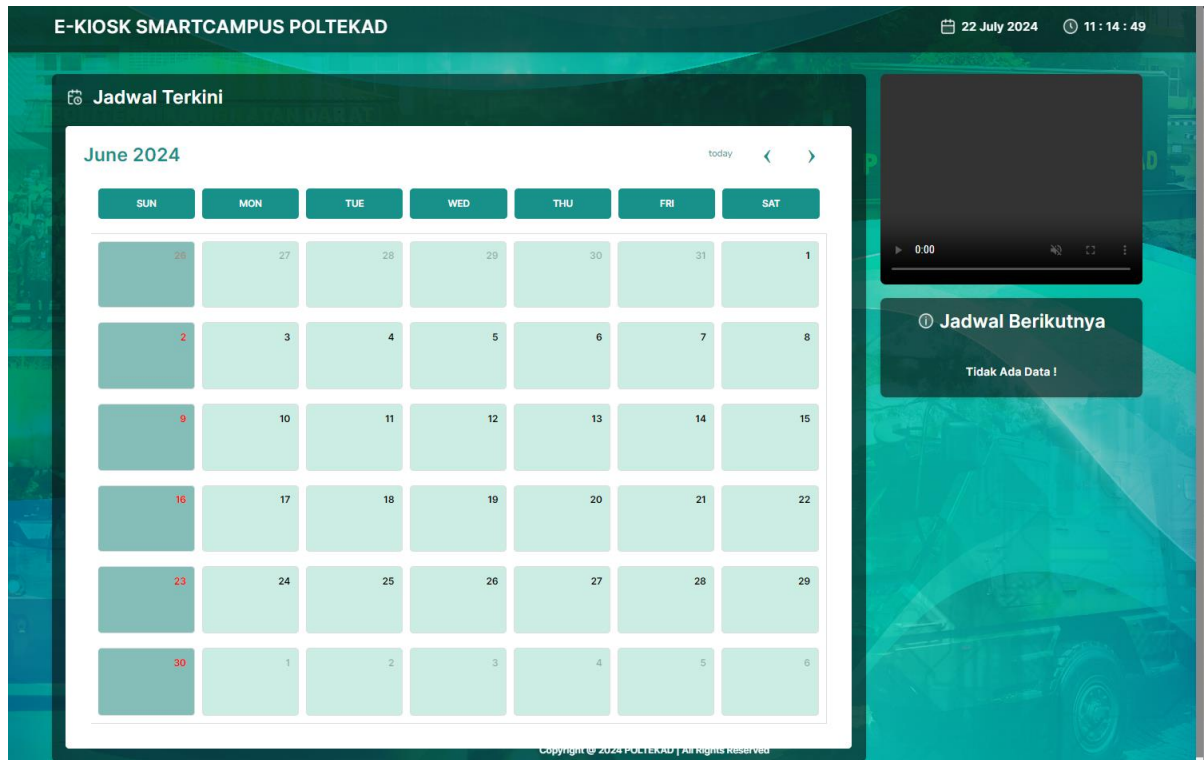 E-KIOSK SMARTCAMPUS POLTEKAD
22 July 2024 11 : 14 : 49
Jadwal Terkini
June 2024
today
SUN MON TUE WED THU FRI SAT
26 27 28 29 30 31 1
2 3 4 5 6 7 8
9 10 11 12 13 14 15
16 17 18 19 20 21 22
23 24 25 26 27 28 29
30 1 2 3 4 5 6
0:00
Jadwal Berikutnya
Tidak Ada Data !
Copyright @ 2024 POLTEKAD | All Rights Reserved